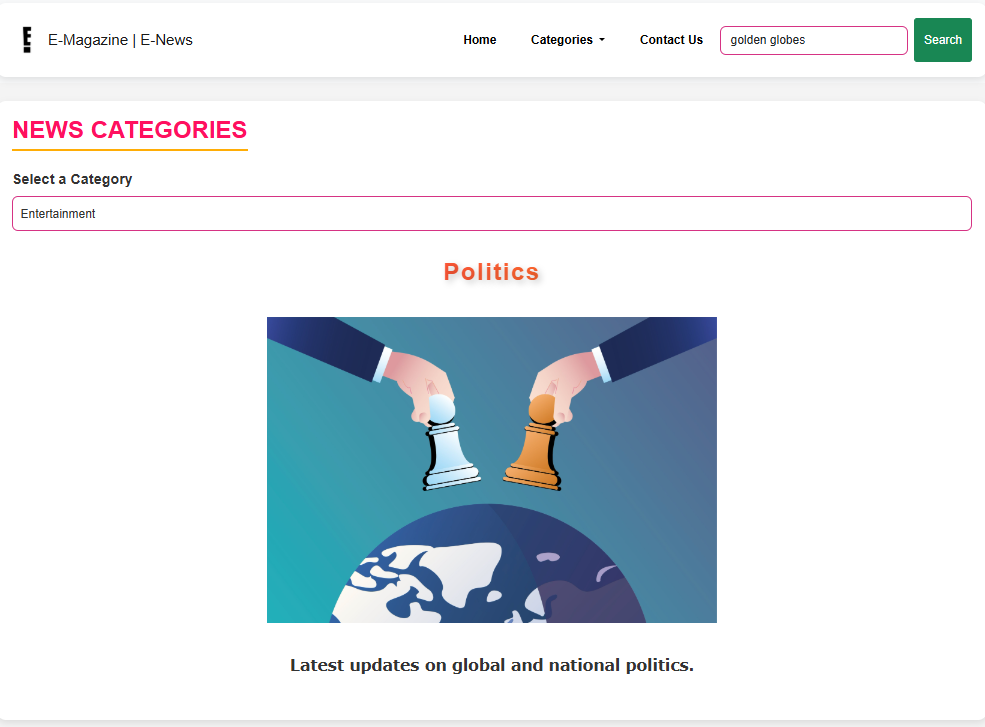 E-Magazine | E-News
Home
Categories
Contact Us
golden globes
Search
NEWS CATEGORIES
Select a Category
Entertainment
Politics
Latest updates on global and national politics.